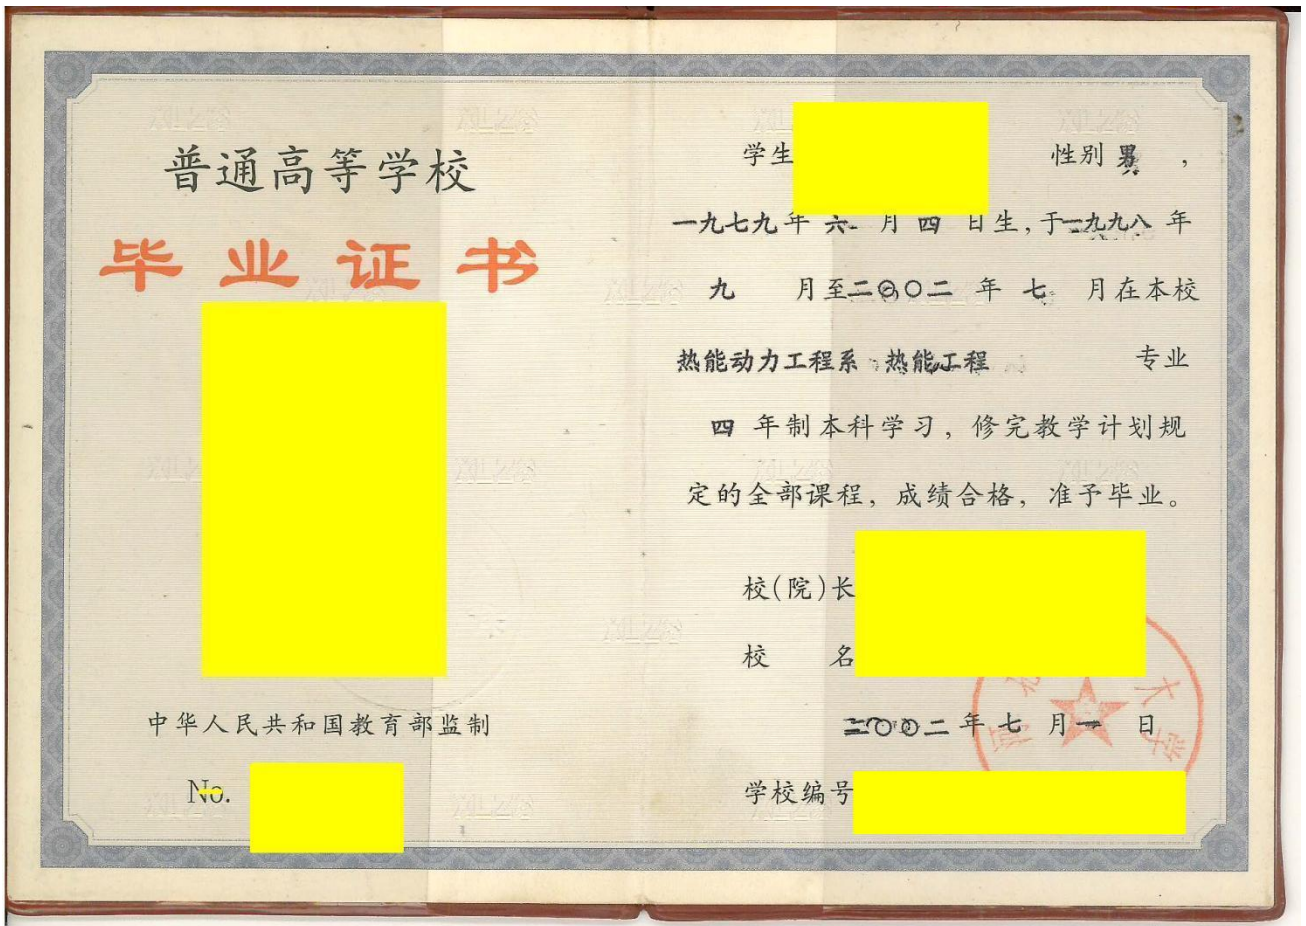 普通高等学校
毕业证书
中华人民共和国教育部监制
No.
学生 性别 男 ，
一九七九年 六 月 四 日生，于一九九八 年
九 月至二〇〇二 年 七 月在本校
热能动力工程系 热能工程 专业
四 年制本科学习，修完教学计划规
定的全部课程，成绩合格，准予毕业。
校(院)长
校 名
二〇〇二年 七 月 一 日
学校编号
大学